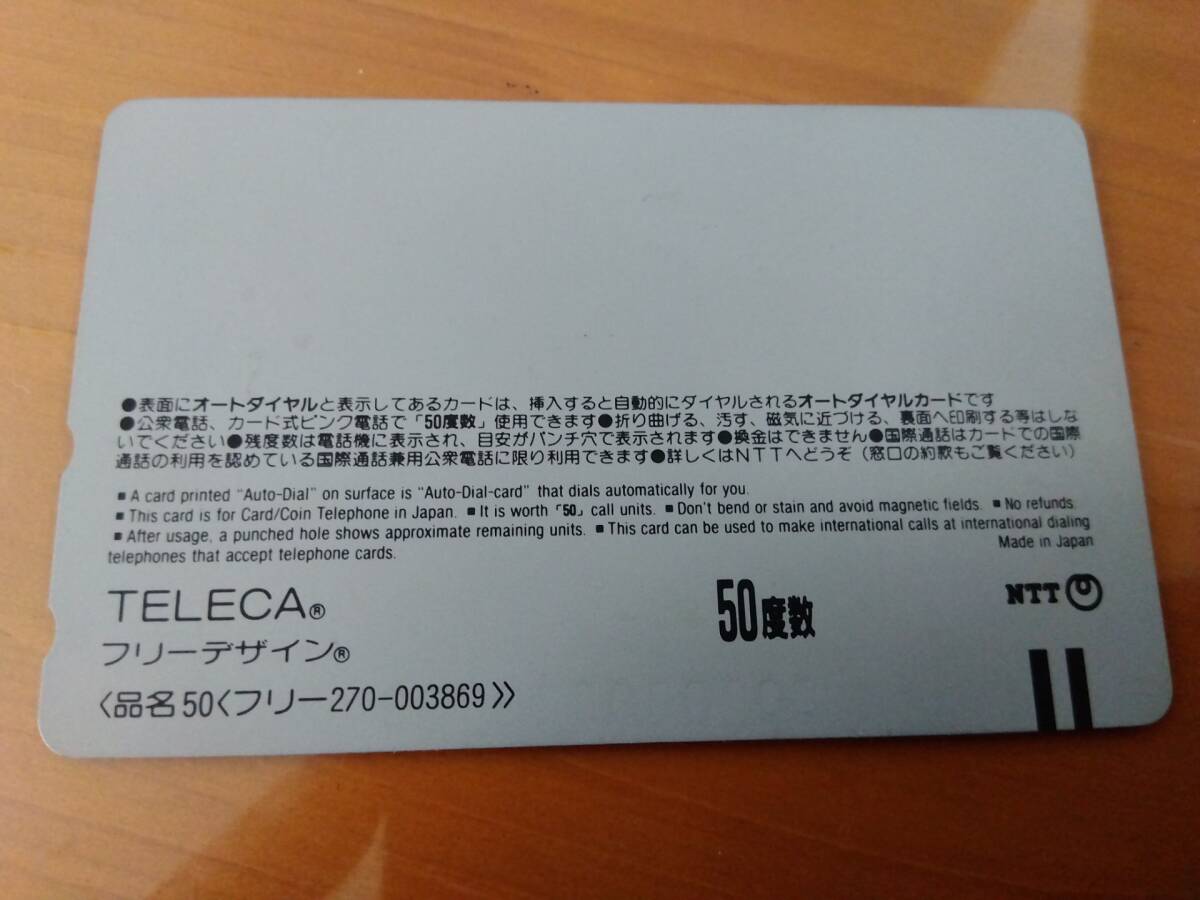 ●表面にオートダイヤルと表示してあるカードは、挿入すると自動的にダイヤルされるオートダイヤルカードです
●公衆電話、カード式ピンク電話で「50度数」使用できます●折り曲げる、汚す、磁気に近づける、裏面へ印刷する等はしな
いでください●残度数は電話機に表示され、目安がパンチ穴で表示されます●換金はできません●国際通話はカードでの国際
通話の利用を認めている国際通話兼用公衆電話に限り利用できます●詳しくはNTTへどうぞ(窓口の約款もご覧ください)
■ A card printed "Auto-Dial" on surface is "Auto-Dial-card" that dials automatically for you.
■ This card is for Card/Coin Telephone in Japan. ■ It is worth「50」call units. ■ Don't bend or stain and avoid magnetic fields. ■ No refunds.
■ After usage, a punched hole shows approximate remaining units. ■ This card can be used to make international calls at international dialing
telephones that accept telephone cards.
Made in Japan
TELECA®
50度数
NTT
フリーデザイン®
〈品名50〈フリー270-003869〉〉